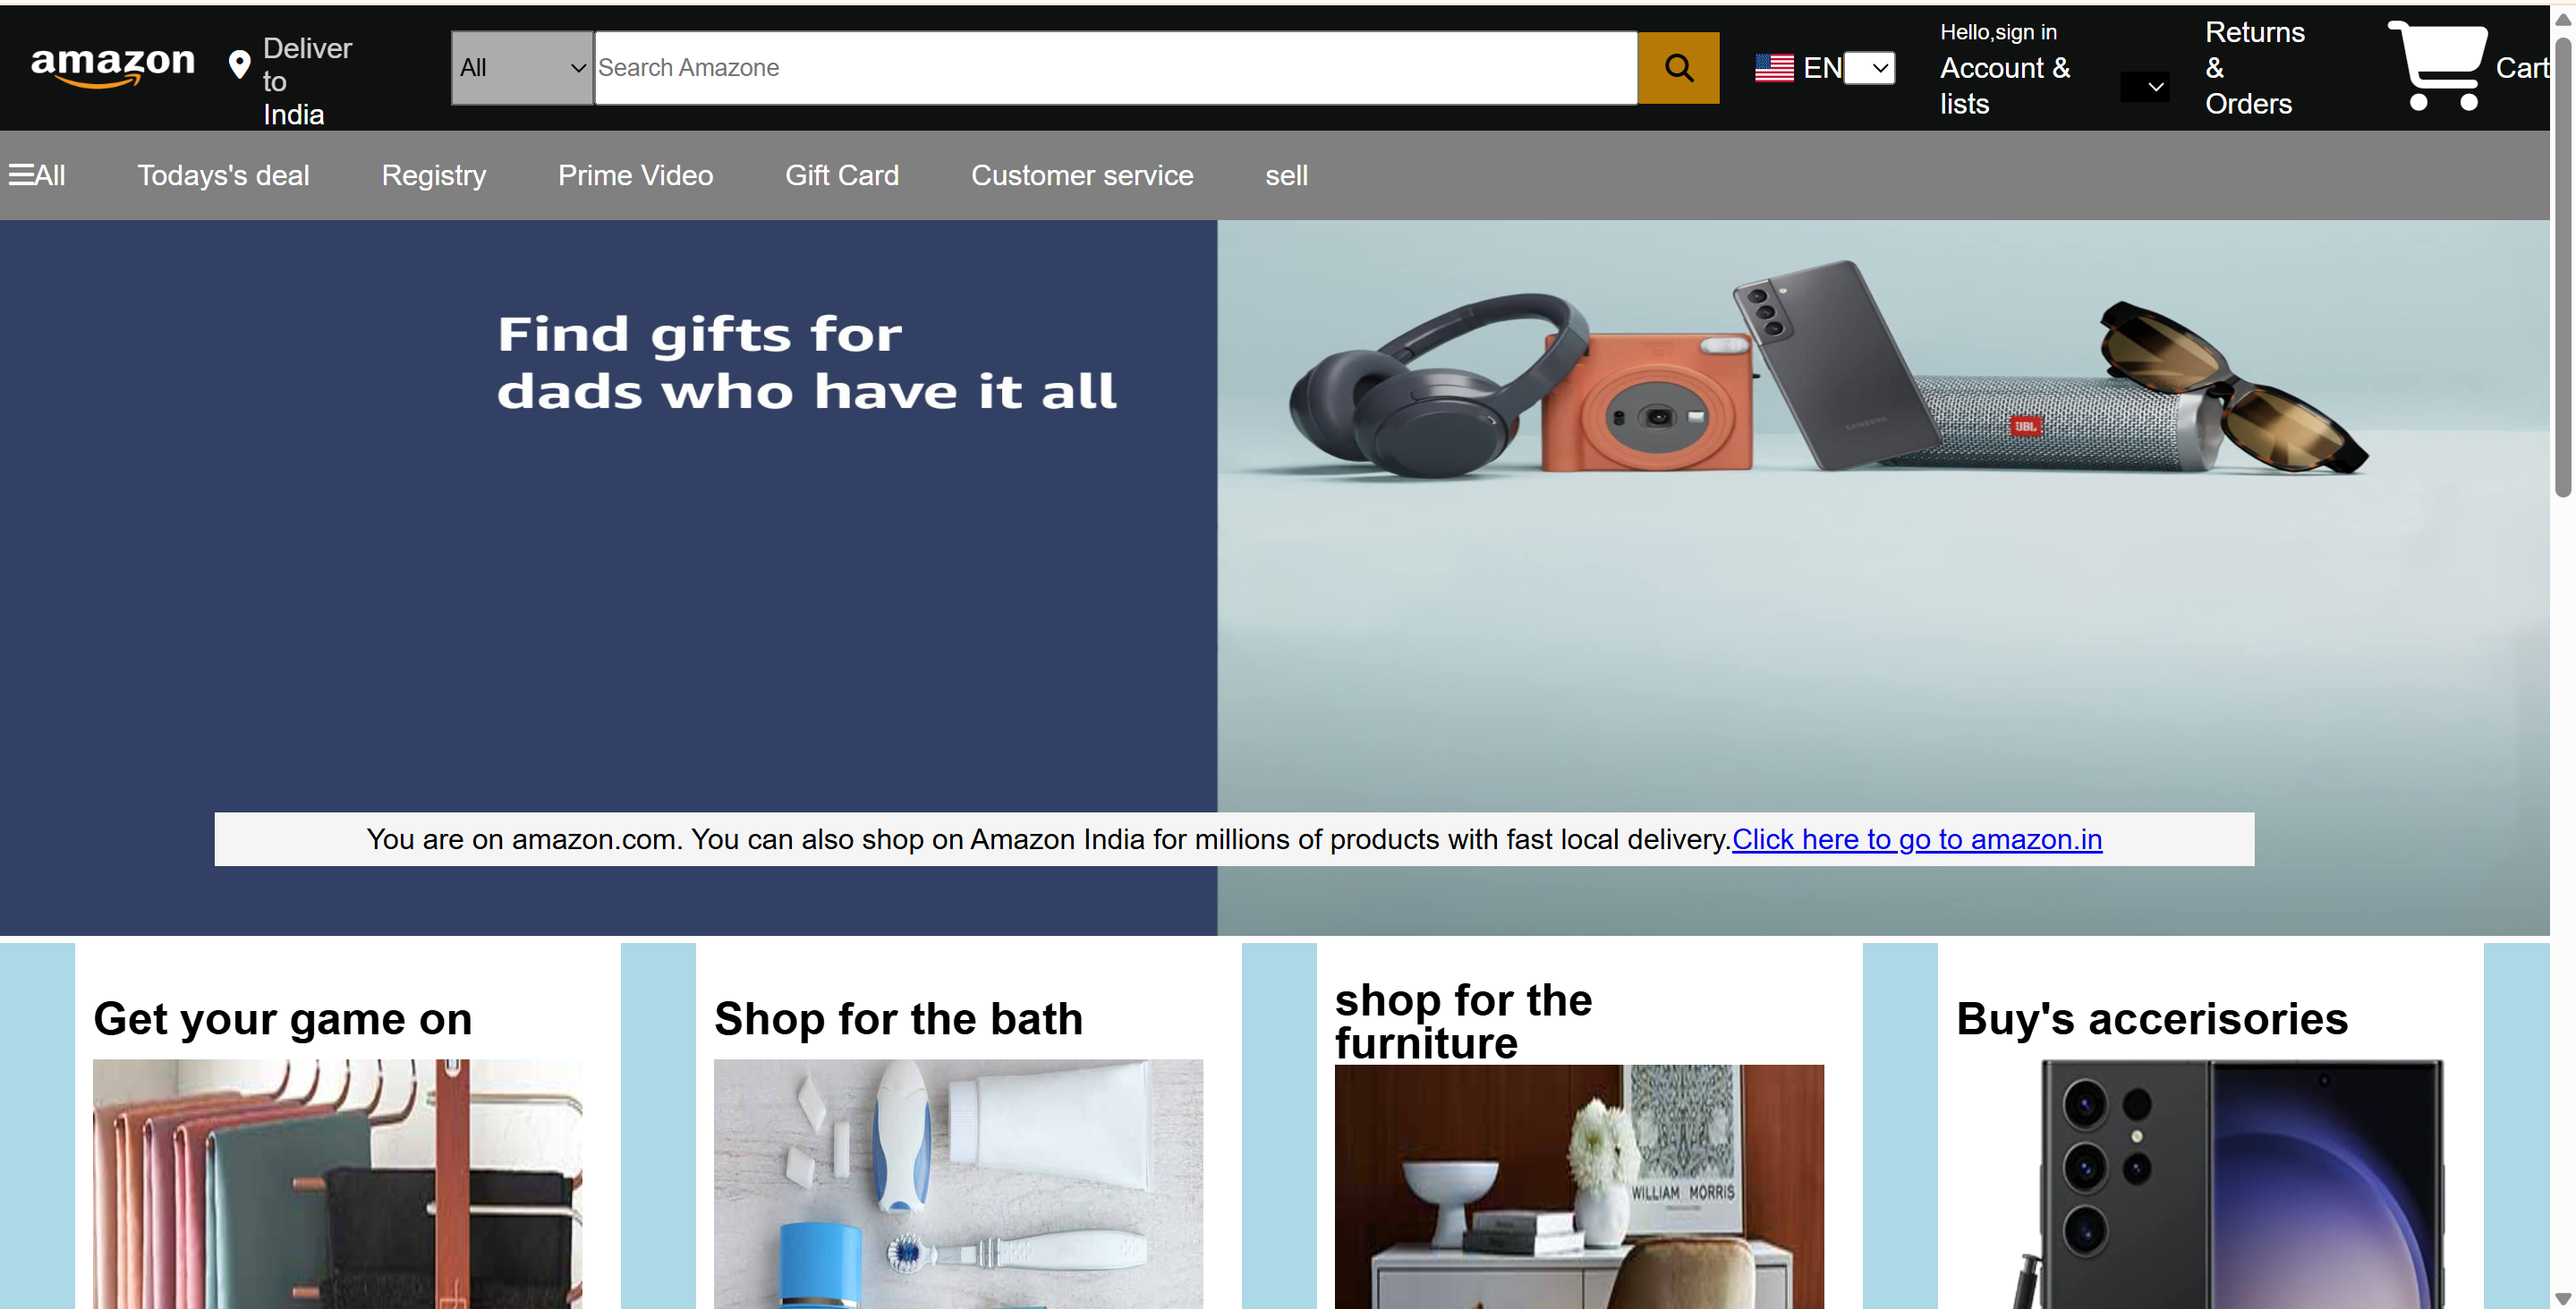 amazon
Deliver
to
India
All
Search Amazone
EN
Hello,sign in
Account &
lists
Returns
&
Orders
Cart
All
Todays's deal
Registry
Prime Video
Gift Card
Customer service
sell
Find gifts for
dads who have it all
SAMSUNG
JBL
You are on amazon.com. You can also shop on Amazon India for millions of products with fast local delivery.Click here to go to amazon.in
Get your game on
Shop for the bath
shop for the
furniture
Buy's accerisories
WILLIAM MORRIS